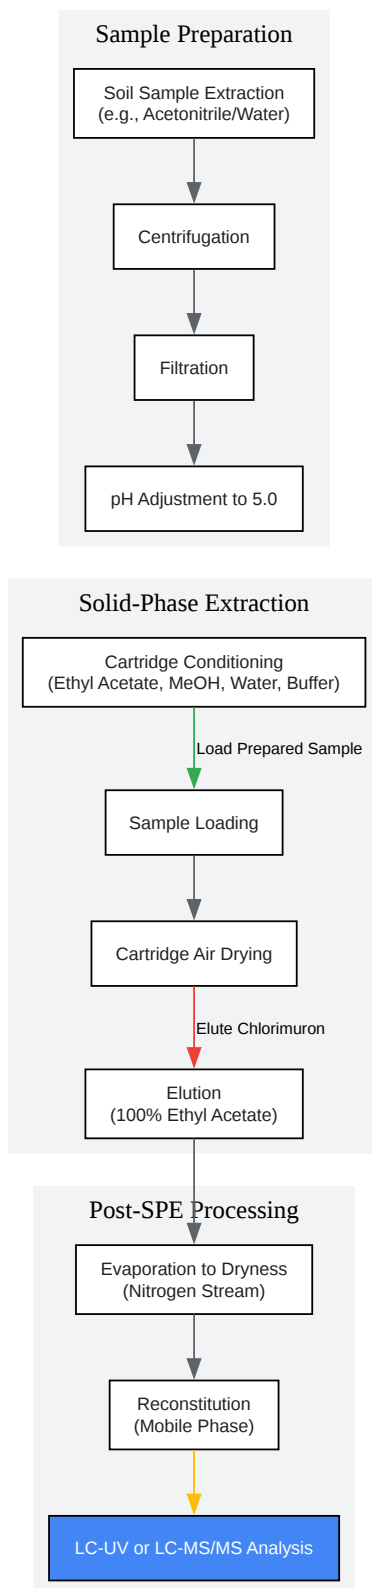 Sample Preparation
Soil Sample Extraction
(e.g., Acetonitrile/Water)
Centrifugation
Filtration
pH Adjustment to 5.0
Solid-Phase Extraction
Cartridge Conditioning
(Ethyl Acetate, MeOH, Water, Buffer)
Load Prepared Sample
Sample Loading
Cartridge Air Drying
Elute Chlorimuron
Elution
(100% Ethyl Acetate)
Post-SPE Processing
Evaporation to Dryness
(Nitrogen Stream)
Reconstitution
(Mobile Phase)
LC-UV or LC-MS/MS Analysis